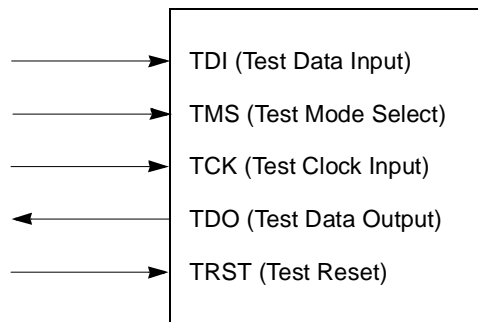 TDI (Test Data Input)
TMS (Test Mode Select)
TCK (Test Clock Input)
TDO (Test Data Output)
TRST (Test Reset)